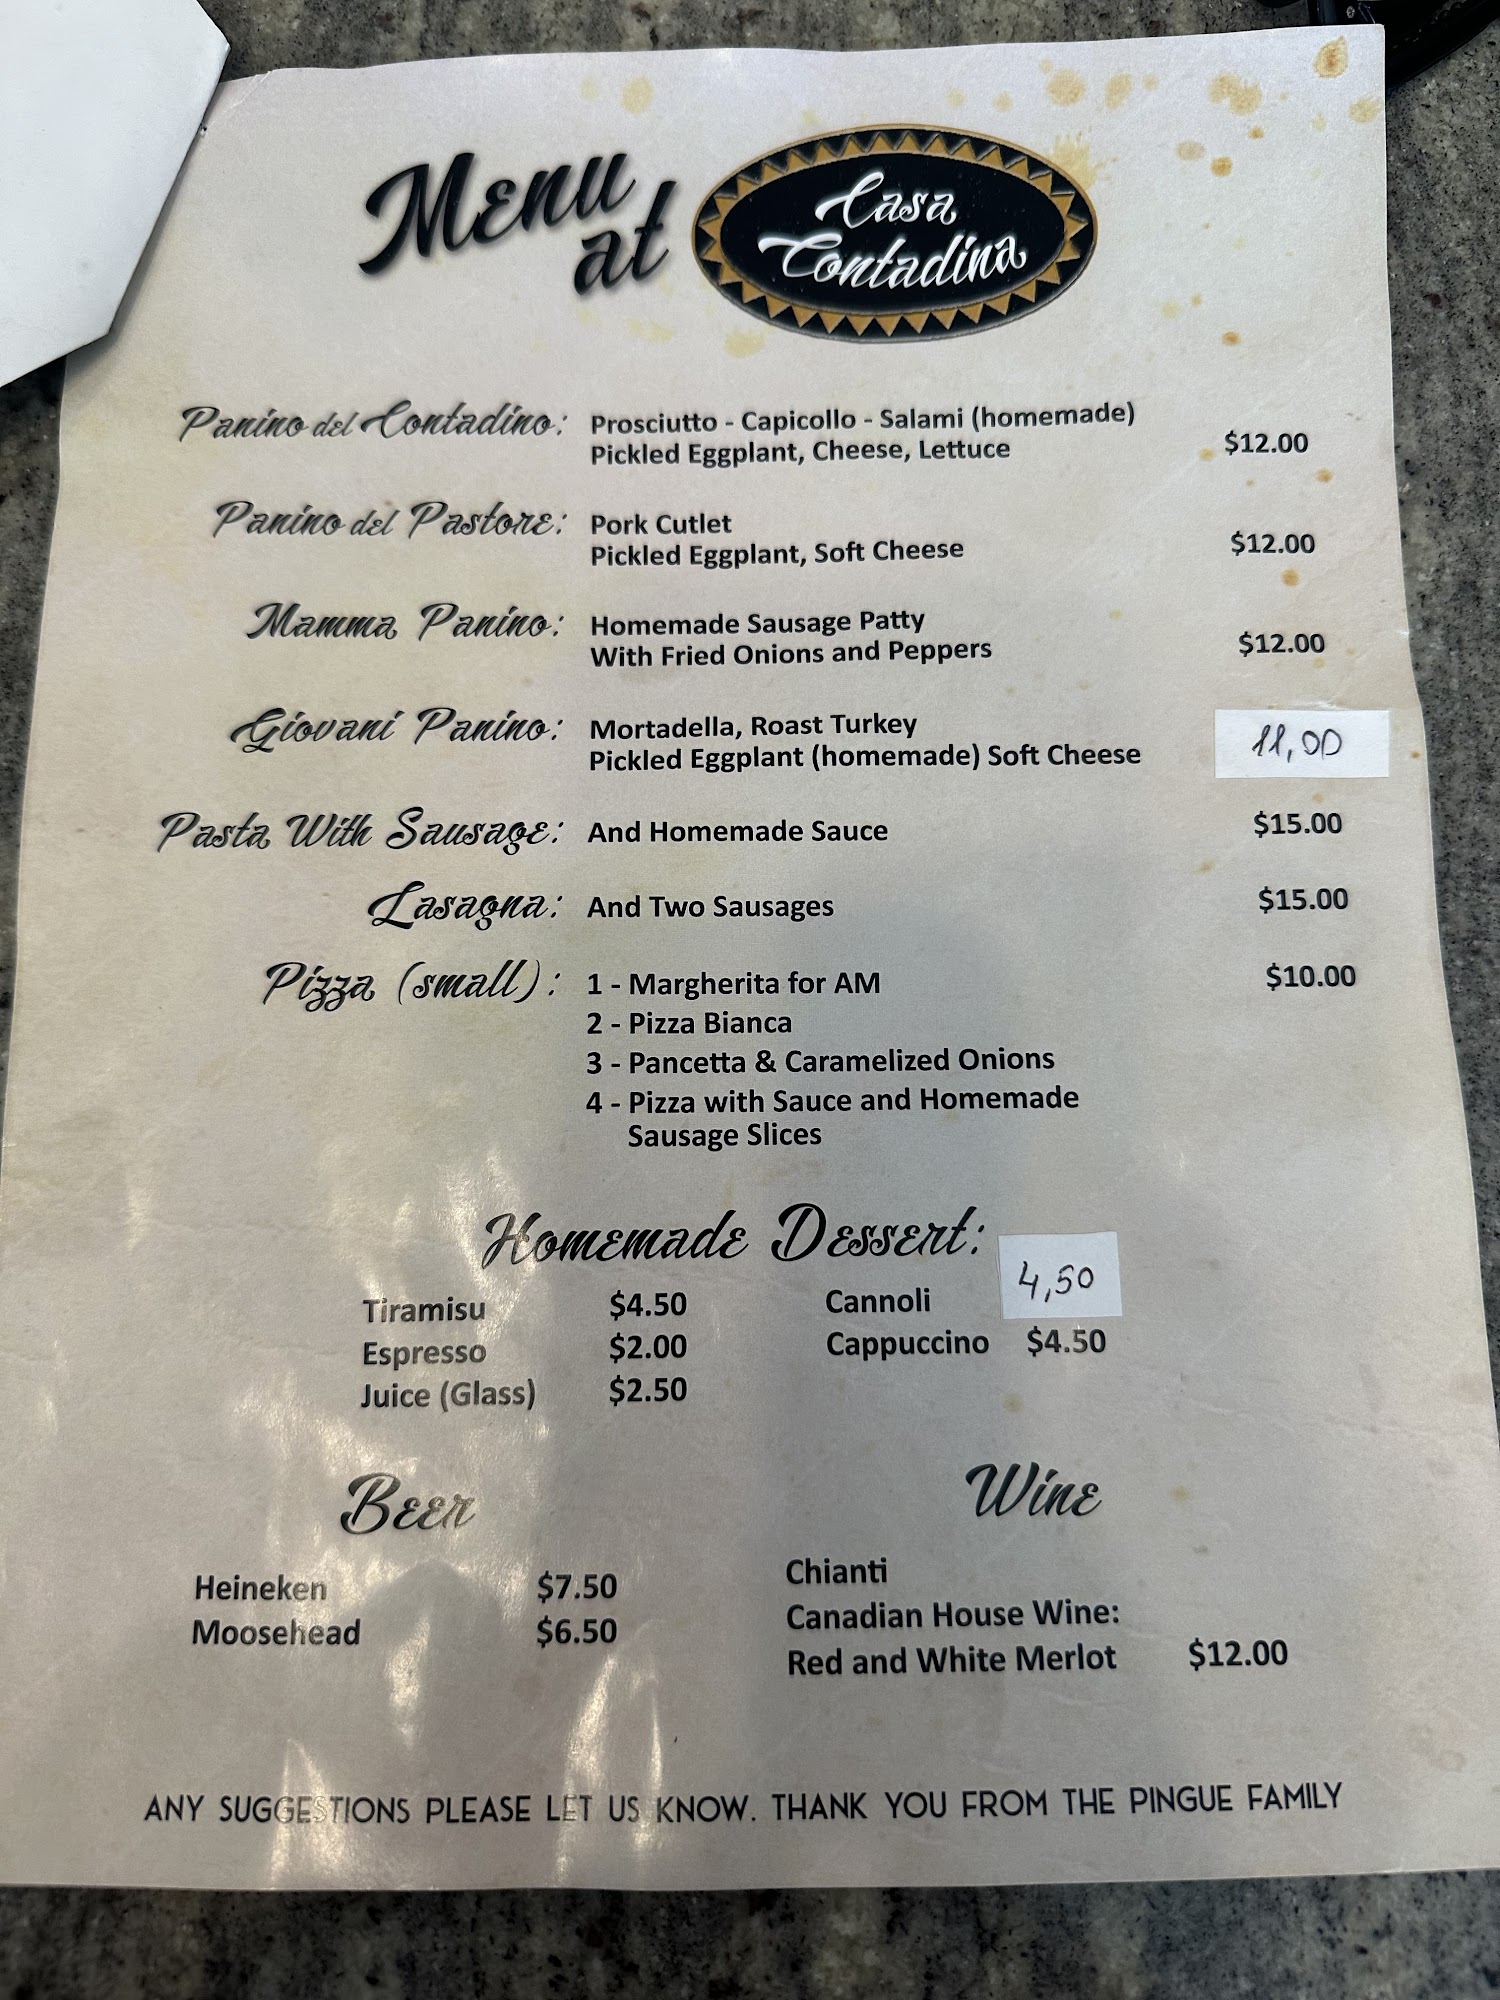 Menu at
Casa
Contadina
Panino del Contadino: Prosciutto - Capicollo - Salami (homemade)
Pickled Eggplant, Cheese, Lettuce $12.00
Panino del Pastore: Pork Cutlet
Pickled Eggplant, Soft Cheese $12.00
Mamma Panino: Homemade Sausage Patty
With Fried Onions and Peppers $12.00
Giovani Panino: Mortadella, Roast Turkey
Pickled Eggplant (homemade) Soft Cheese 11,00
Pasta With Sausage: And Homemade Sauce $15.00
Lasagna: And Two Sausages $15.00
Pizza (small): 1 - Margherita for AM $10.00
2 - Pizza Bianca
3 - Pancetta & Caramelized Onions
4 - Pizza with Sauce and Homemade
Sausage Slices
Homemade Dessert:
Tiramisu $4.50 Cannoli 4,50
Espresso $2.00 Cappuccino $4.50
Juice (Glass) $2.50
Beer
Heineken $7.50
Moosehead $6.50
Wine
Chianti
Canadian House Wine:
Red and White Merlot $12.00
ANY SUGGESTIONS PLEASE LET US KNOW. THANK YOU FROM THE PINGUE FAMILY